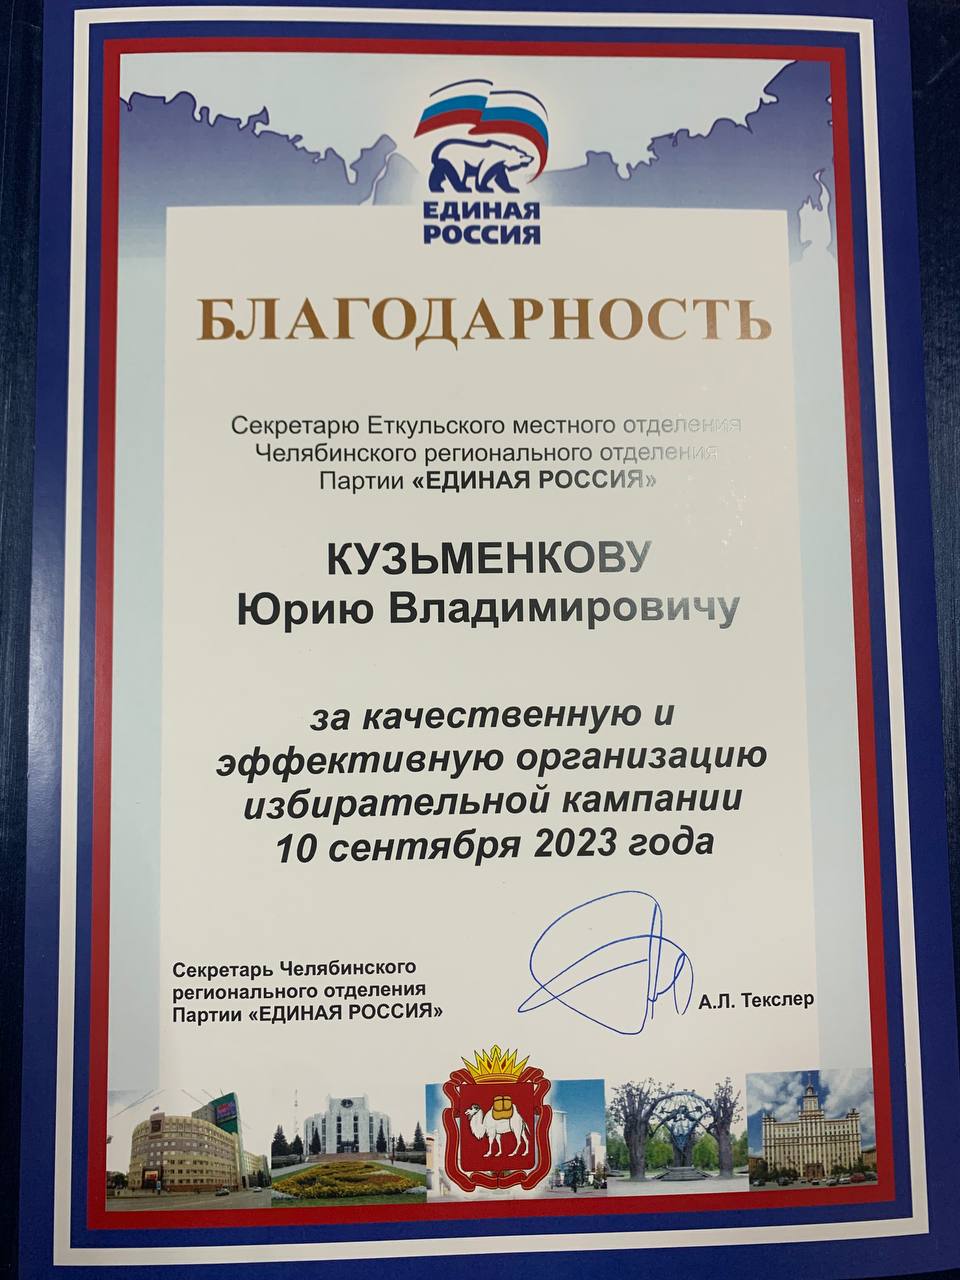 ЕДИНАЯ
РОССИЯ
БЛАГОДАРНОСТЬ
Секретарю Еткульского местного отделения
Челябинского регионального отделения
Партии «ЕДИНАЯ РОССИЯ»
КУЗЬМЕНКОВУ
Юрию Владимировичу
за качественную и
эффективную организацию
избирательной кампании
10 сентября 2023 года
Секретарь Челябинского
регионального отделения
Партии «ЕДИНАЯ РОССИЯ»
А.Л. Текслер